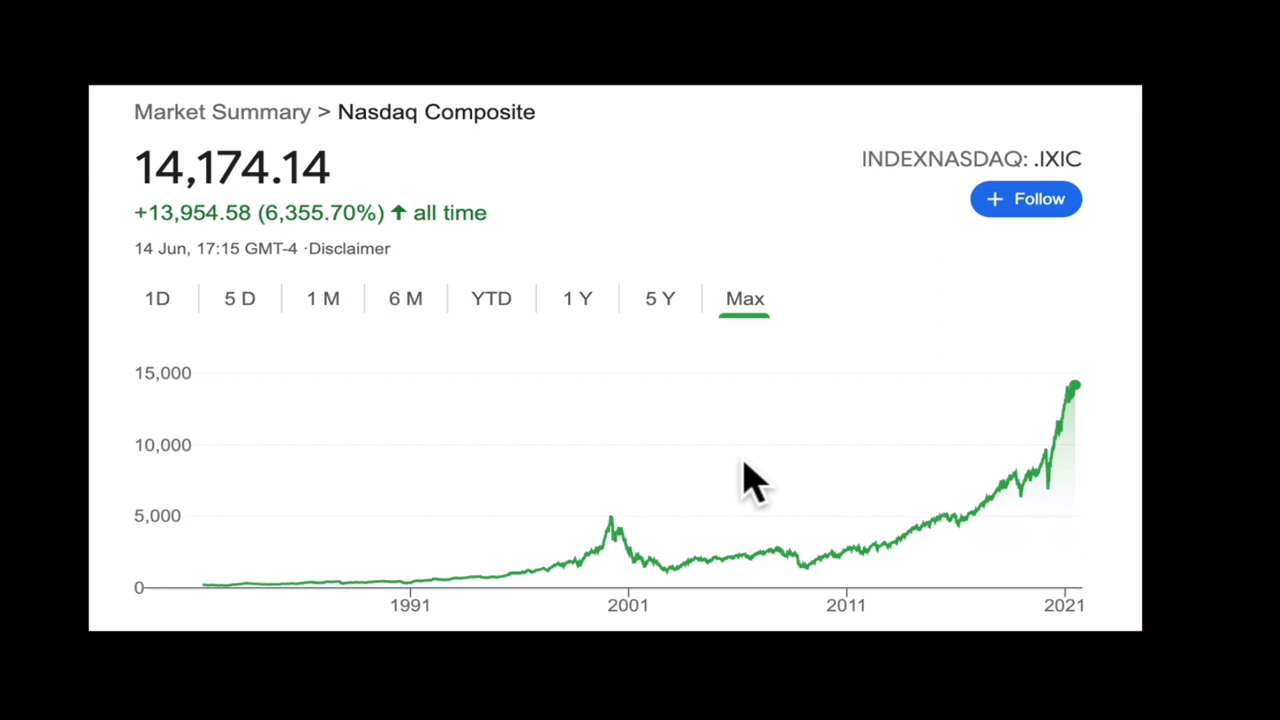 Market Summary > Nasdaq Composite
14,174.14
INDEXNASDAQ: .IXIC
+13,954.58 (6,355.70%) ↑ all time
+ Follow
14 Jun, 17:15 GMT-4 ·Disclaimer
1D 5 D 1 M 6 M YTD 1 Y 5 Y Max
15,000
10,000
5,000
0
1991 2001 2011 2021